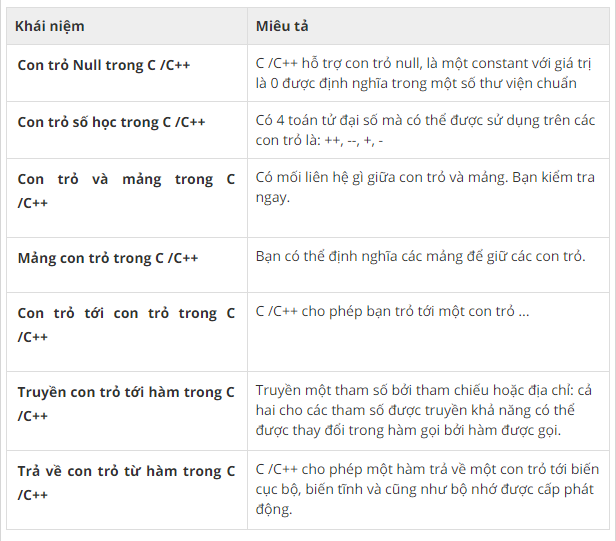 Khái niệm
Miêu tả
Con trỏ Null trong C /C++
C /C++ hỗ trợ con trỏ null, là một constant với giá trị
là 0 được định nghĩa trong một số thư viện chuẩn
Con trỏ số học trong C /C++
Có 4 toán tử đại số mà có thể được sử dụng trên các
con trỏ là: ++, --, +, -
Con trỏ và mảng trong C
/C++
Có mối liên hệ gì giữa con trỏ và mảng. Bạn kiểm tra
ngay.
Mảng con trỏ trong C /C++
Bạn có thể định nghĩa các mảng để giữ các con trỏ.
Con trỏ tới con trỏ trong C
/C++
C /C++ cho phép bạn trỏ tới một con trỏ ...
Truyền con trỏ tới hàm trong C
/C++
Truyền một tham số bởi tham chiếu hoặc địa chỉ: cả
hai cho các tham số được truyền khả năng có thể
được thay đổi trong hàm gọi bởi hàm được gọi.
Trả về con trỏ từ hàm trong C
/C++
C /C++ cho phép một hàm trả về một con trỏ tới biến
cục bộ, biến tĩnh và cũng như bộ nhớ được cấp phát
động.